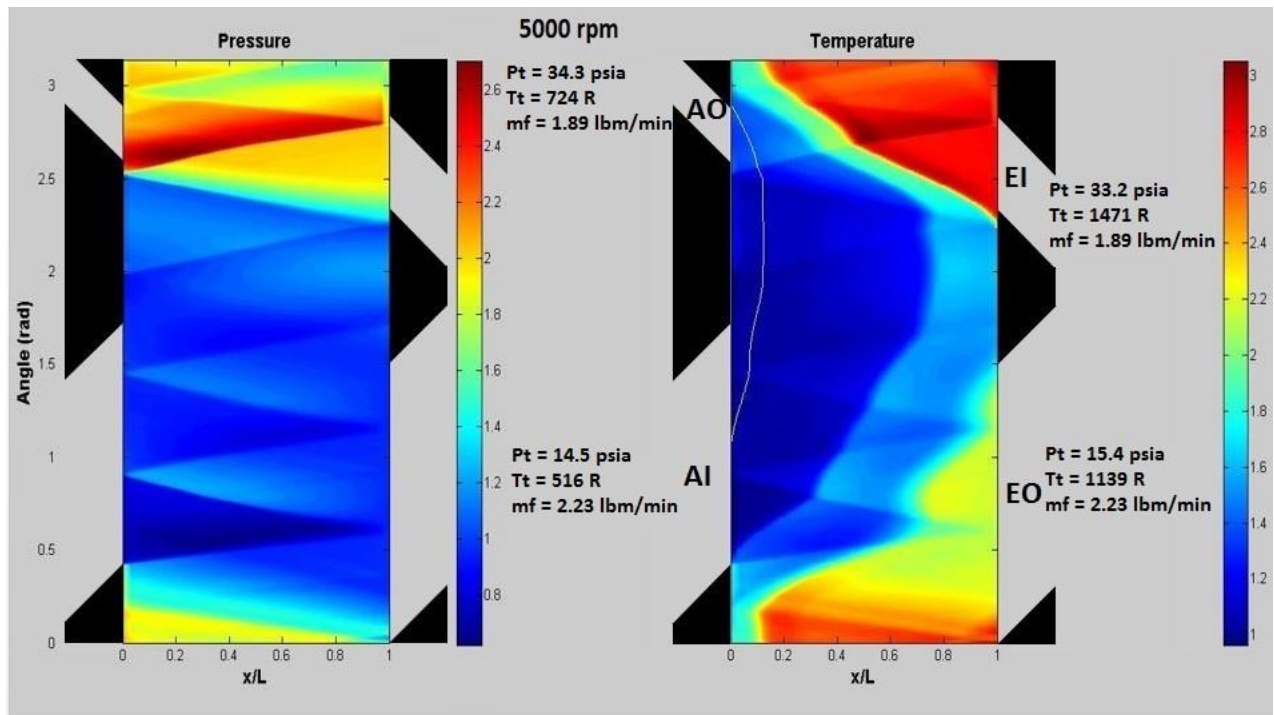 5000 rpm
Pressure
Temperature
Pt = 34.3 psia
Tt = 724 R
mf = 1.89 lbm/min
AO
EI
Pt = 33.2 psia
Tt = 1471 R
mf = 1.89 lbm/min
Pt = 14.5 psia
Tt = 516 R
mf = 2.23 lbm/min
AI
EO
Pt = 15.4 psia
Tt = 1139 R
mf = 2.23 lbm/min
Angle (rad)
3
2.5
2
1.5
1
0.5
0
0 0.2 0.4 0.6 0.8 1
x/L
2.6
2.4
2.2
2
1.8
1.6
1.4
1.2
1
0.8
0 0.2 0.4 0.6 0.8 1
x/L
3
2.8
2.6
2.4
2.2
2
1.8
1.6
1.4
1.2
1